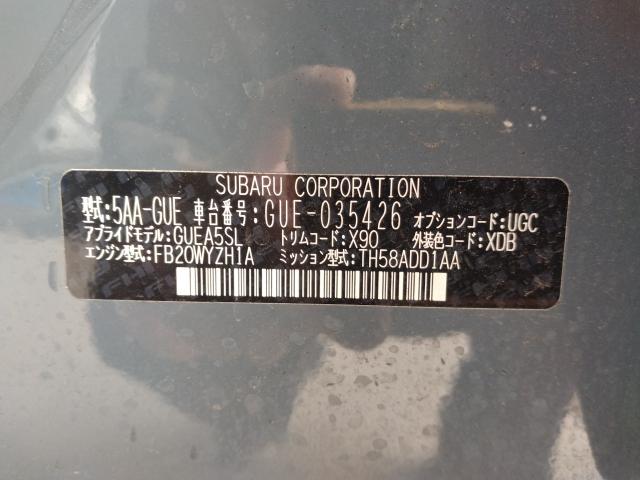 SUBARU CORPORATION
型式:5AA-GUE 車台番号:GUE-035426 オプションコード:UGC
アプライドモデル:GUEA5SL トリムコード:X90 外装色コード:XDB
エンジン型式:FB20WYZH1A ミッション型式:TH58ADD1AA